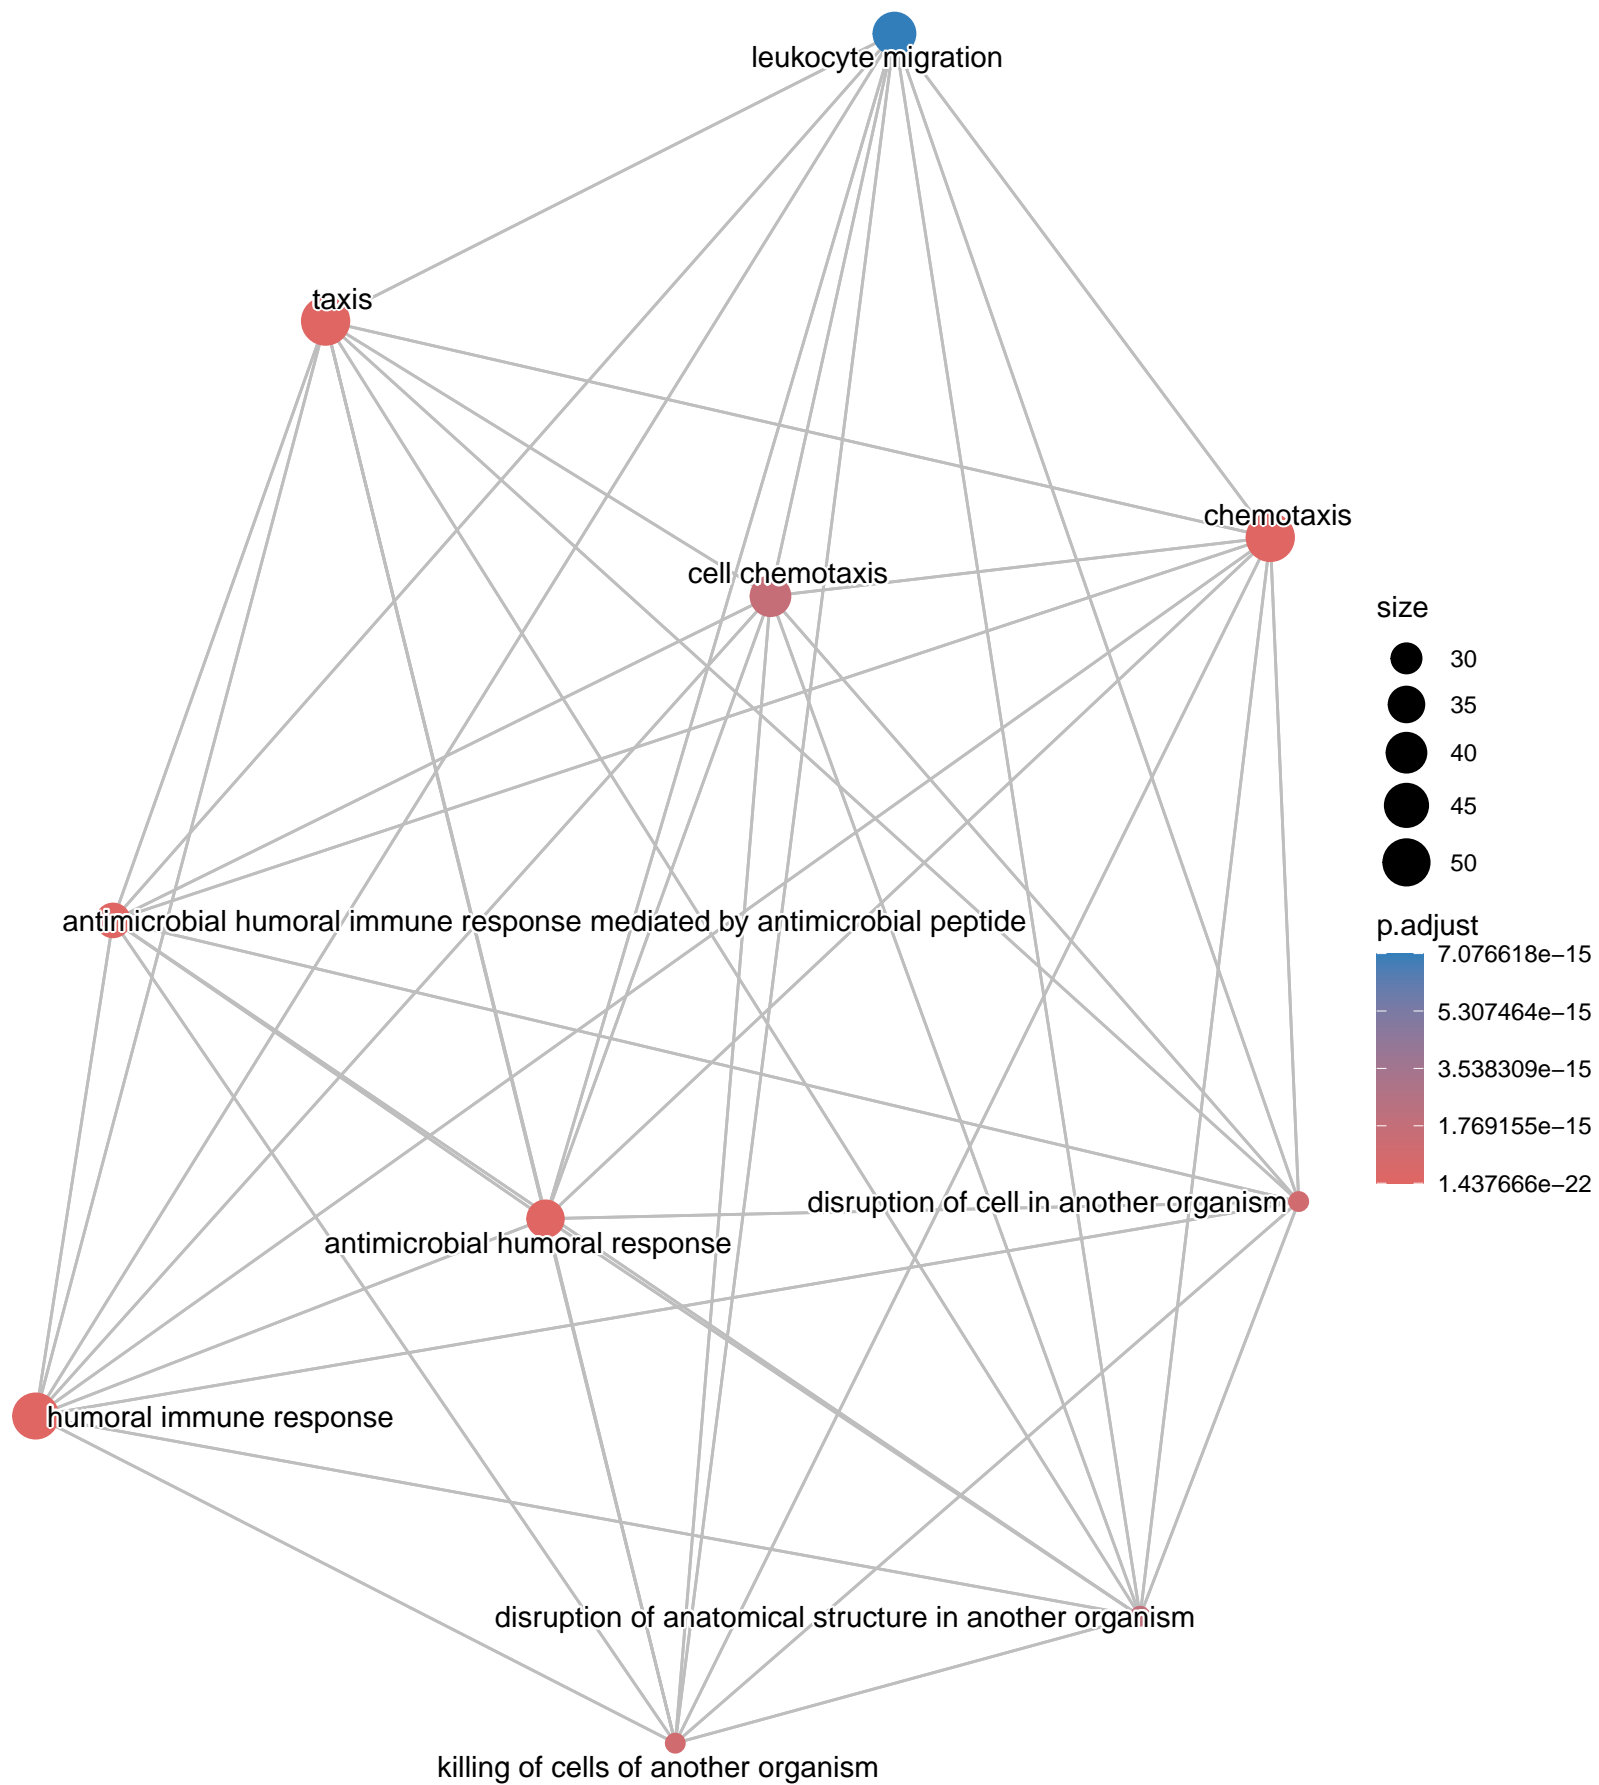 leukocyte migration
taxis
chemotaxis
cell chemotaxis
size
30
35
40
45
50
antimicrobial humoral immune response mediated by antimicrobial peptide
p.adjust
7.076618e−15
5.307464e−15
3.538309e−15
1.769155e−15
1.437666e−22
disruption of cell in another organism
antimicrobial humoral response
humoral immune response
disruption of anatomical structure in another organism
killing of cells of another organism